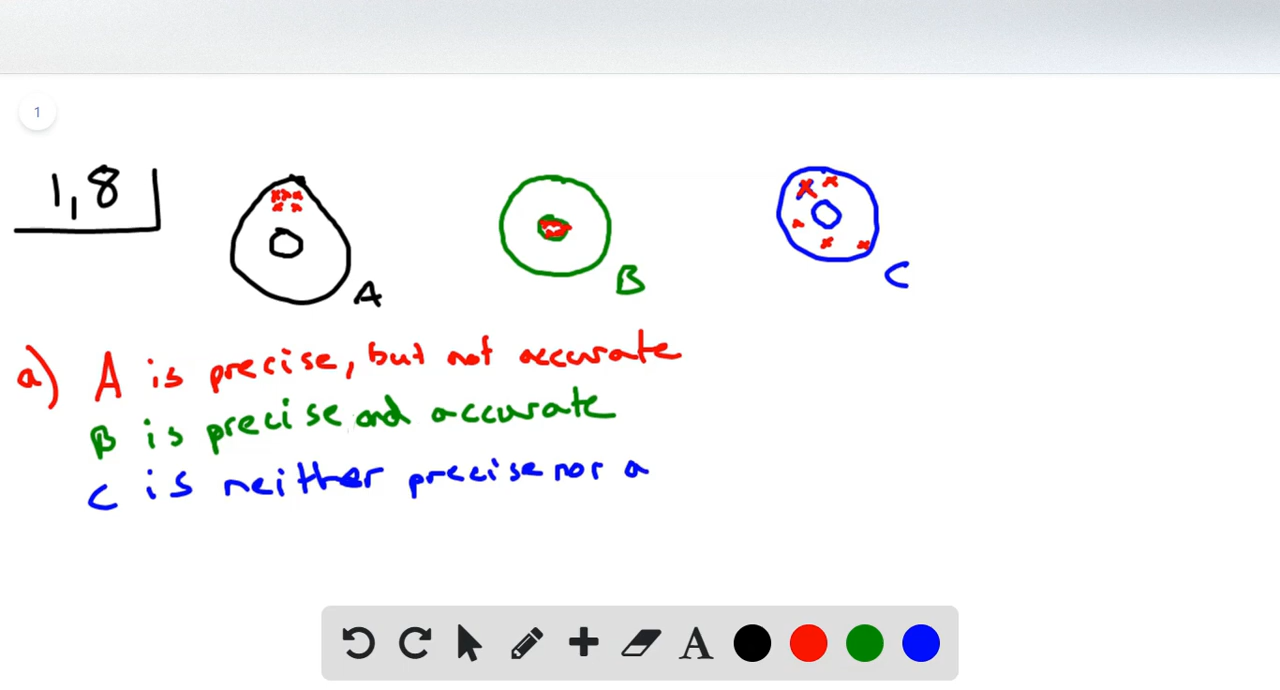 1
1,8
A
B
C
a) A is precise, but not accurate
B is precise and accurate
C is neither precise nor a
A